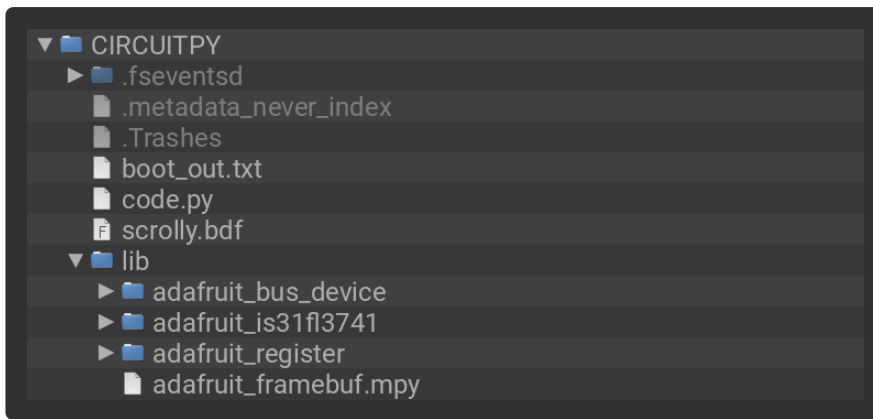 CIRCUITPY
.fseventsd
.metadata_never_index
.Trashes
boot_out.txt
code.py
F scrolly.bdf
lib
adafruit_bus_device
adafruit_is31fl3741
adafruit_register
adafruit_framebuf.mpy